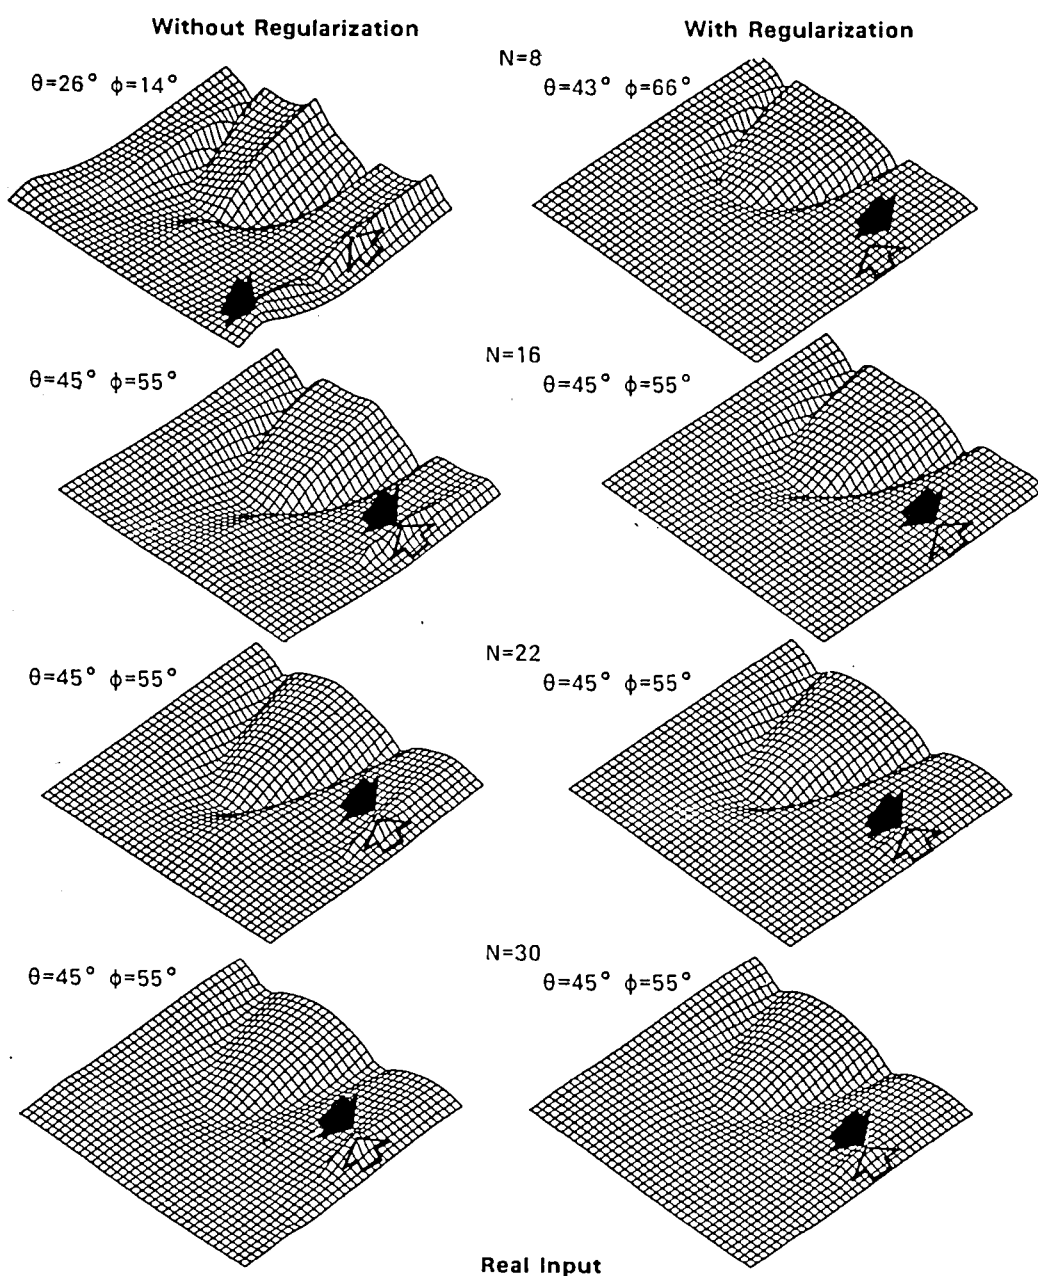 Without Regularization
With Regularization
N=8
θ=26° ϕ=14°
θ=43° ϕ=66°
N=16
θ=45° ϕ=55°
θ=45° ϕ=55°
N=22
θ=45° ϕ=55°
θ=45° ϕ=55°
N=30
θ=45° ϕ=55°
θ=45° ϕ=55°
Real Input